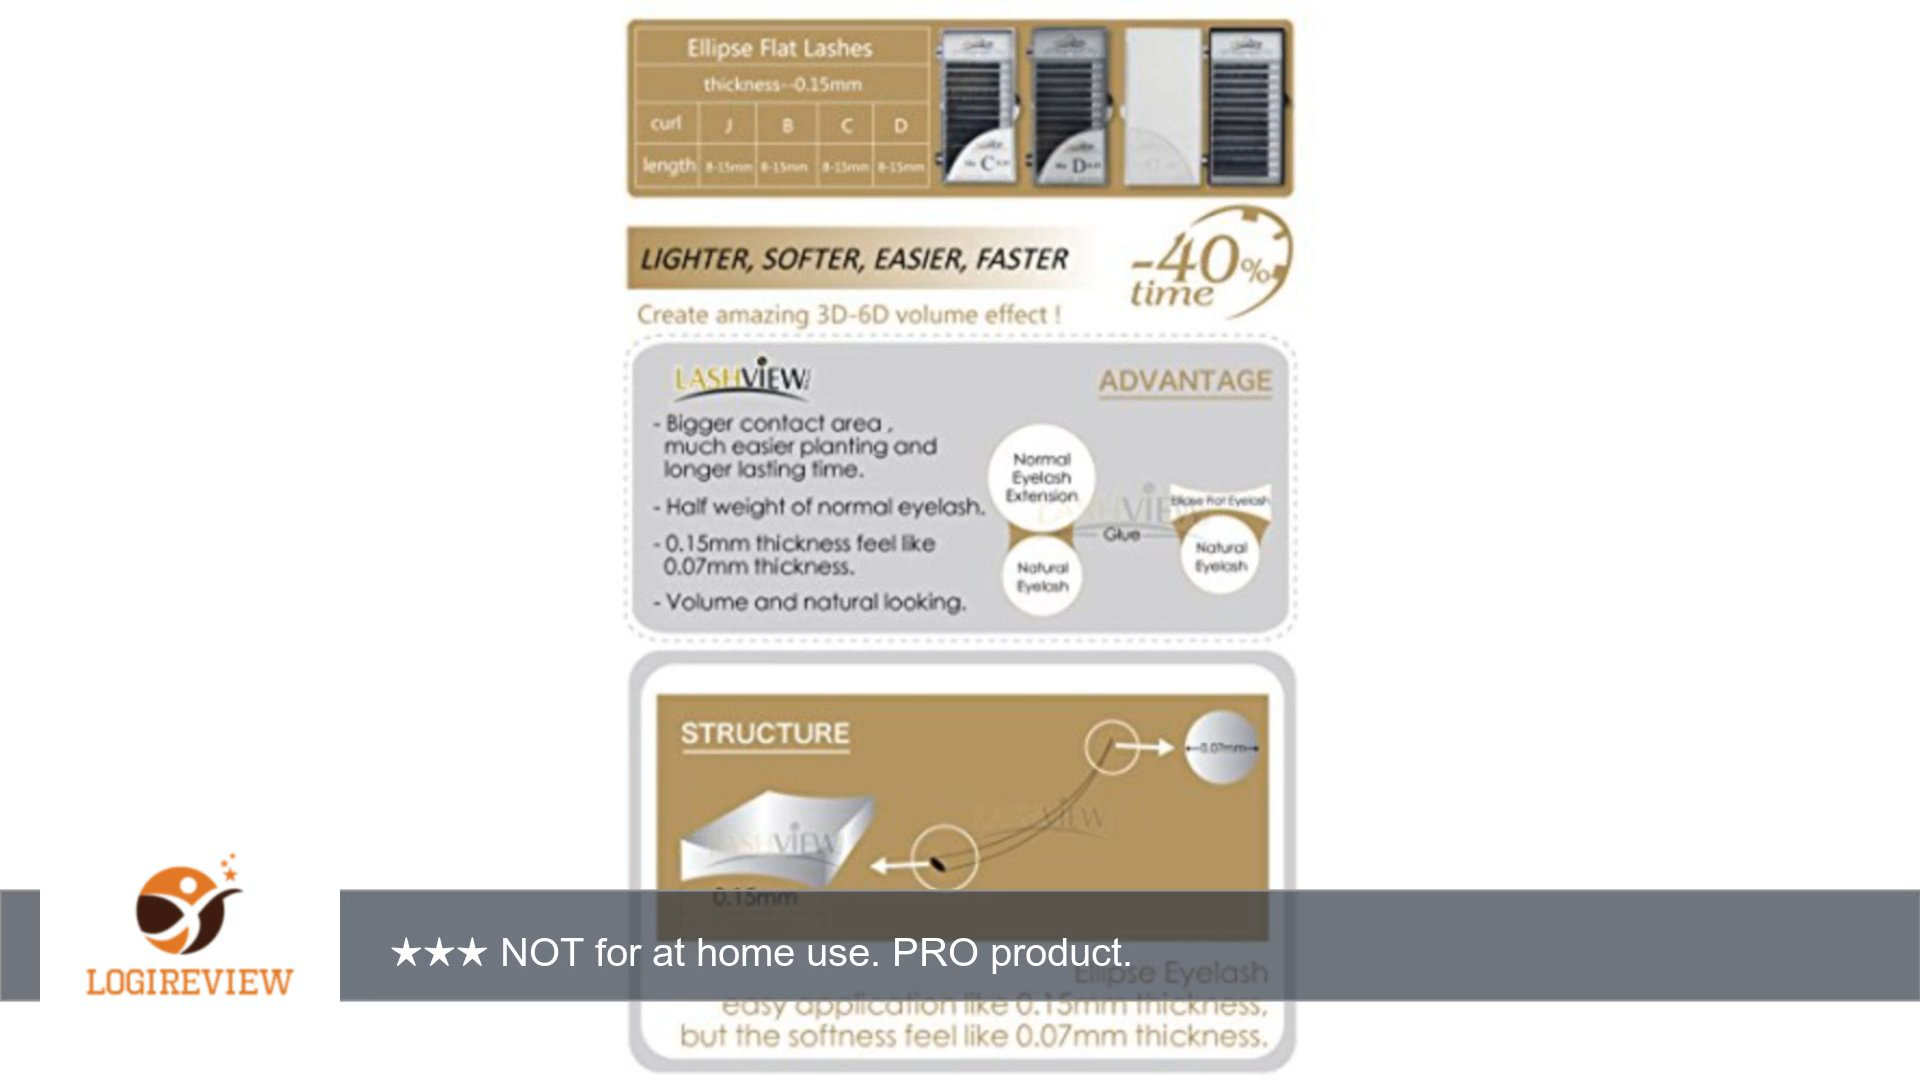 Ellipse Flat Lashes
thickness--0.15mm
curl J B C D
length 8-15mm 8-15mm 8-15mm 8-15mm
C
D
LIGHTER, SOFTER, EASIER, FASTER
-40%
time
Create amazing 3D-6D volume effect !
LASHVIEW
ADVANTAGE
- Bigger contact area ,
much easier planting and
longer lasting time.
- Half weight of normal eyelash.
- 0.15mm thickness feel like
0.07mm thickness.
- Volume and natural looking.
Normal
Eyelash
Extension
Natural
Eyelash
Glue
Ellipse Flat Eyelash
Natural
Eyelash
STRUCTURE
0.07mm
LASHVIEW
0.15mm
★★★ NOT for at home use. PRO product.
LOGIREVIEW
Ellipse Eyelash
easy application like 0.15mm thickness,
but the softness feel like 0.07mm thickness.